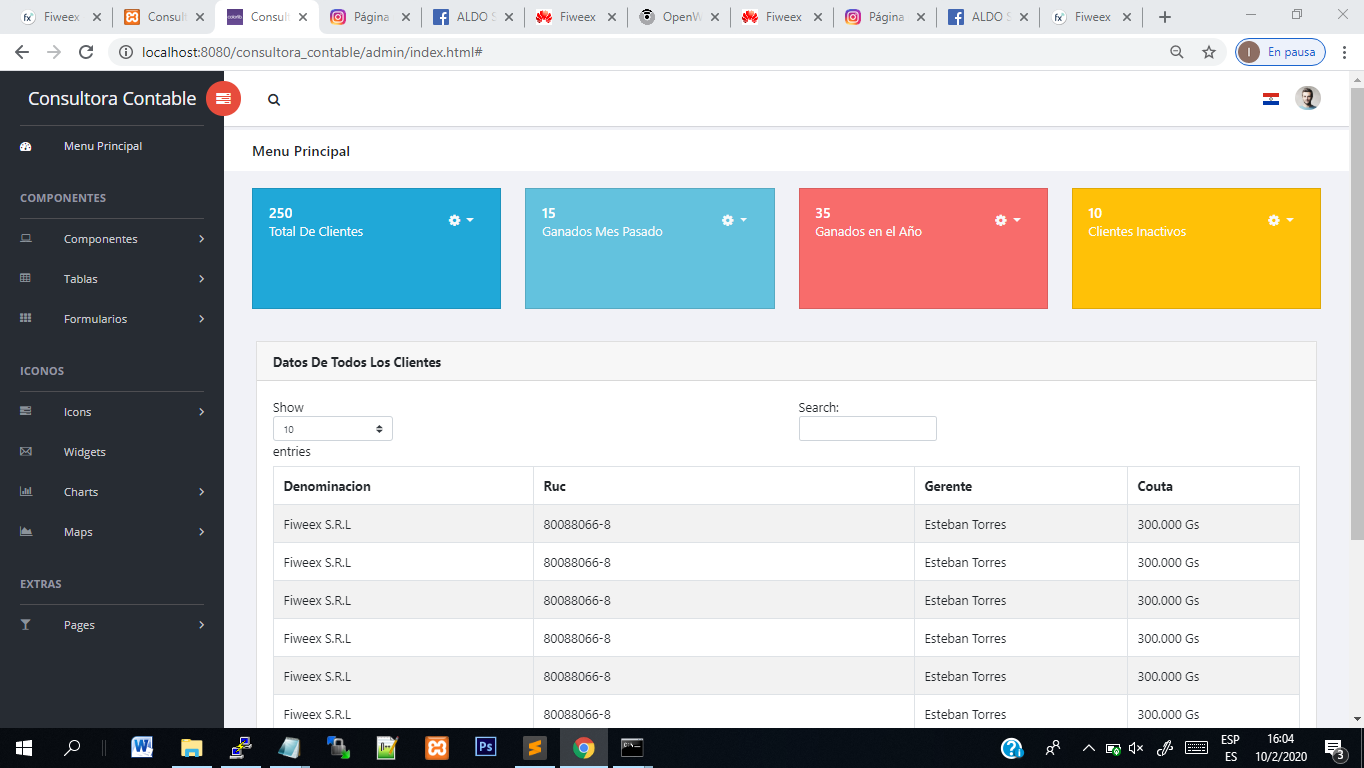 Fiweex
Consult
Consult
Página
ALDO S
Fiweex
OpenW
Fiweex
Página
ALDO S
Fiweex
localhost:8080/consultora_contable/admin/index.html#
I
En pausa
Consultora Contable
Menu Principal
COMPONENTES
Componentes
Tablas
Formularios
ICONOS
Icons
Widgets
Charts
Maps
EXTRAS
Pages
Menu Principal
250
Total De Clientes
15
Ganados Mes Pasado
35
Ganados en el Año
10
Clientes Inactivos
Datos De Todos Los Clientes
Show
10
entries
Search:
Denominacion Ruc Gerente Couta
Fiweex S.R.L 80088066-8 Esteban Torres 300.000 Gs
Fiweex S.R.L 80088066-8 Esteban Torres 300.000 Gs
Fiweex S.R.L 80088066-8 Esteban Torres 300.000 Gs
Fiweex S.R.L 80088066-8 Esteban Torres 300.000 Gs
Fiweex S.R.L 80088066-8 Esteban Torres 300.000 Gs
Fiweex S.R.L 80088066-8 Esteban Torres 300.000 Gs
Ps
ESP
ES
16:04
10/2/2020
3